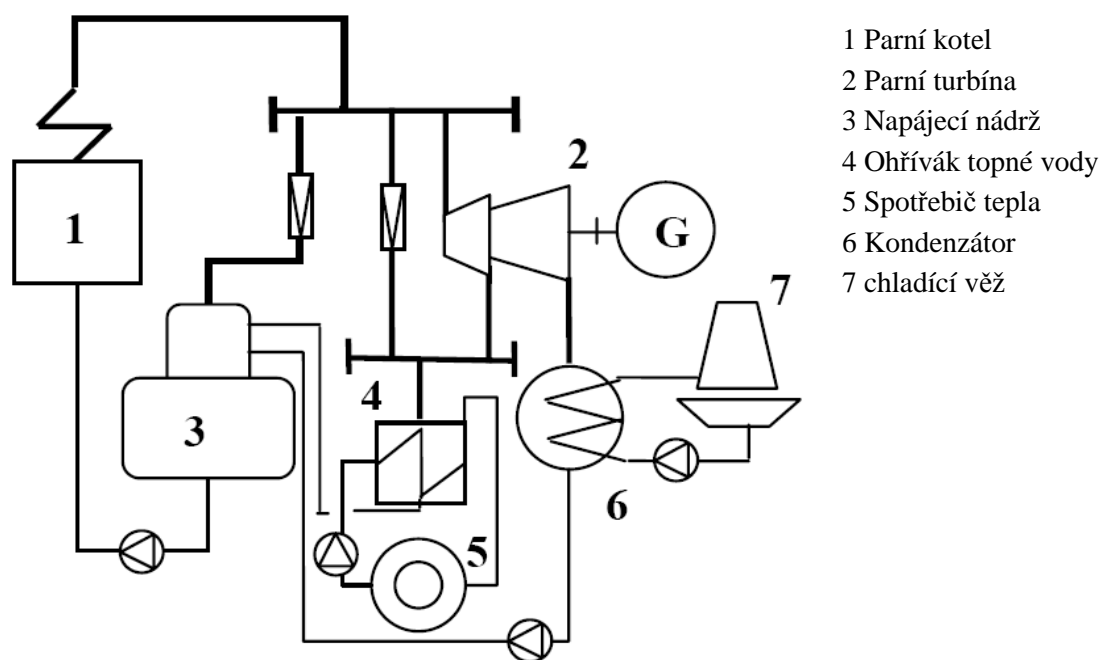 1 Parní kotel
2 Parní turbína
3 Napájecí nádrž
4 Ohřívák topné vody
5 Spotřebič tepla
6 Kondenzátor
7 chladící věž
1
2
G
7
3
4
6
5